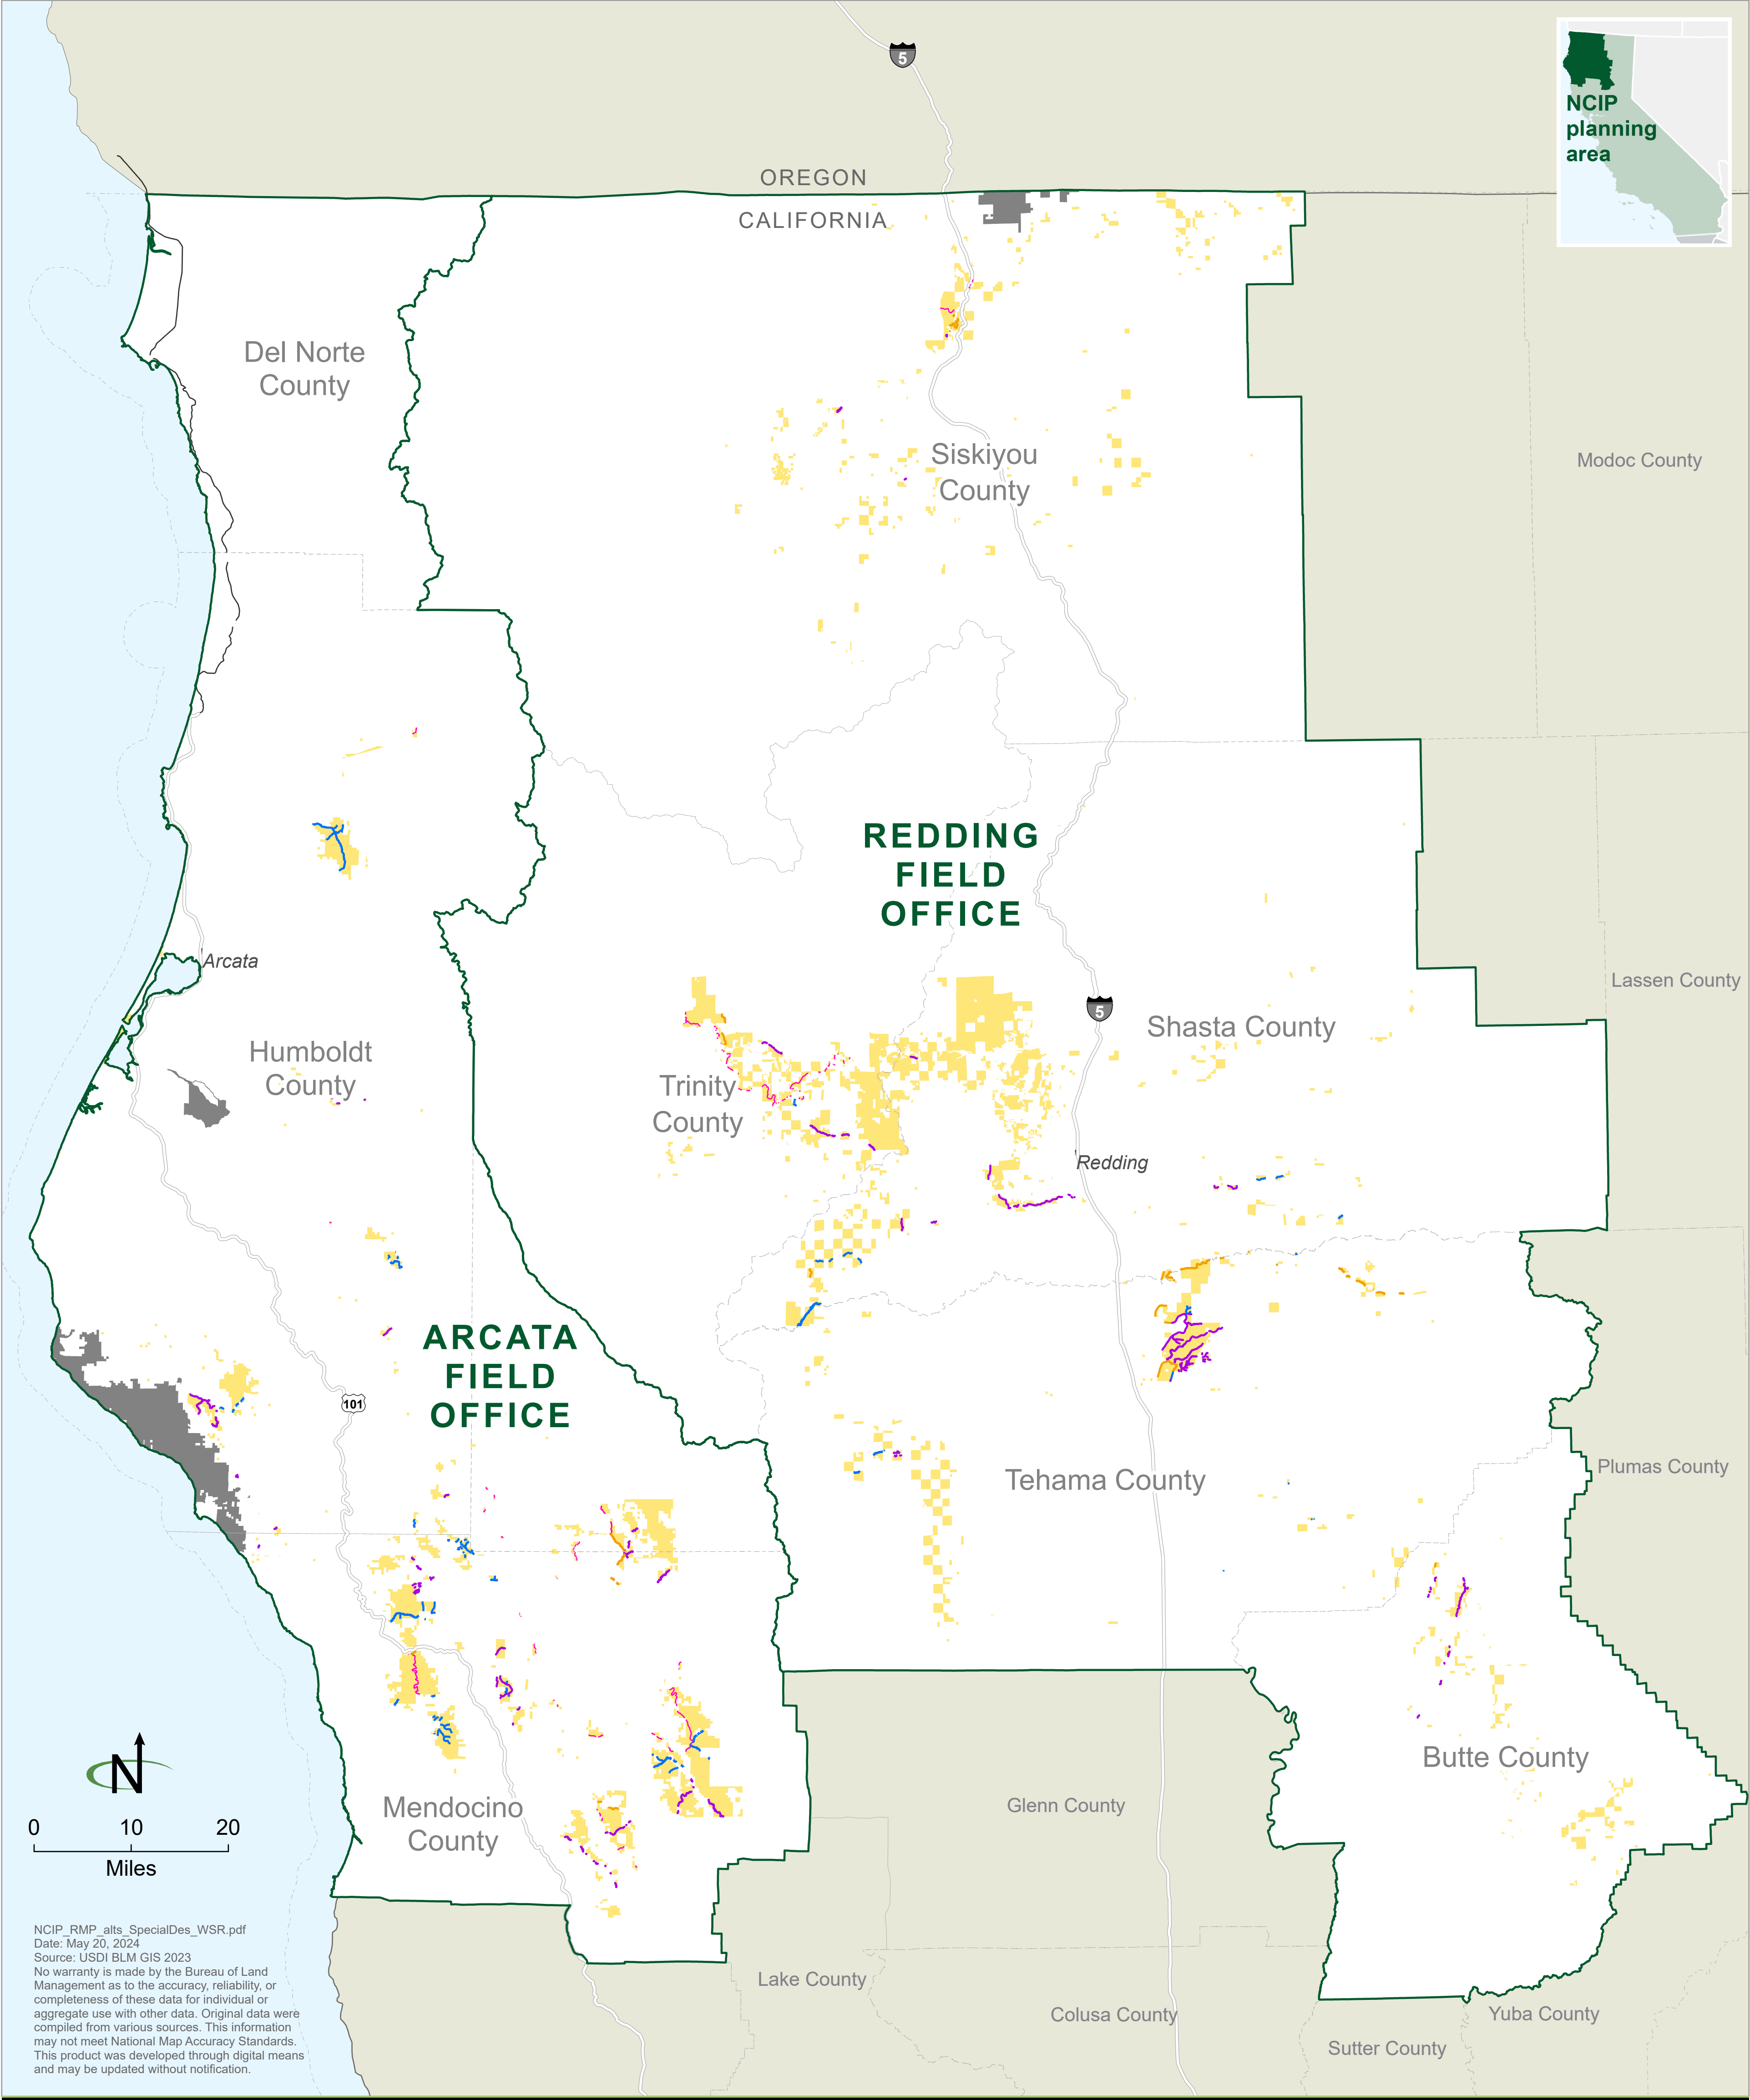 5
NCIP
planning
area
OREGON
CALIFORNIA
Del Norte
County
Siskiyou
County
Modoc County
REDDING
FIELD
OFFICE
Arcata
Lassen County
5
Shasta County
Humboldt
County
Trinity
County
Redding
ARCATA
FIELD
OFFICE
101
Plumas County
Tehama County
Butte County
N
Mendocino
County
Glenn County
0 10 20
Miles
NCIP_RMP_alts_SpecialDes_WSR.pdf
Date: May 20, 2024
Source: USDI BLM GIS 2023
No warranty is made by the Bureau of Land
Management as to the accuracy, reliability, or
completeness of these data for individual or
aggregate use with other data. Original data were
compiled from various sources. This information
may not meet National Map Accuracy Standards.
This product was developed through digital means
and may be updated without notification.
Lake County
Colusa County
Yuba County
Sutter County